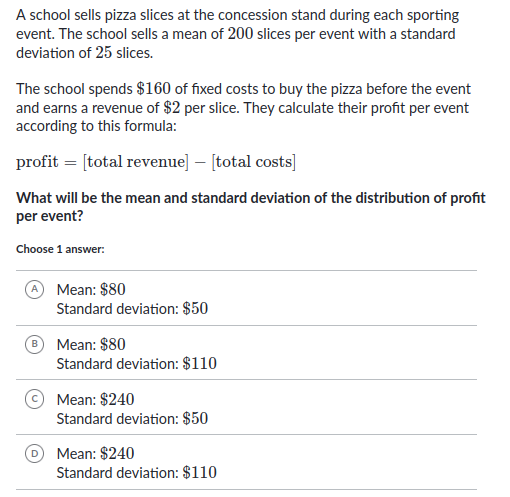 A school sells pizza slices at the concession stand during each sporting
event. The school sells a mean of 200 slices per event with a standard
deviation of 25 slices.
The school spends $160 of fixed costs to buy the pizza before the event
and earns a revenue of $2 per slice. They calculate their profit per event
according to this formula:
profit = [total revenue] − [total costs]
What will be the mean and standard deviation of the distribution of profit
per event?
Choose 1 answer:
A Mean: $80
Standard deviation: $50
B Mean: $80
Standard deviation: $110
C Mean: $240
Standard deviation: $50
D Mean: $240
Standard deviation: $110